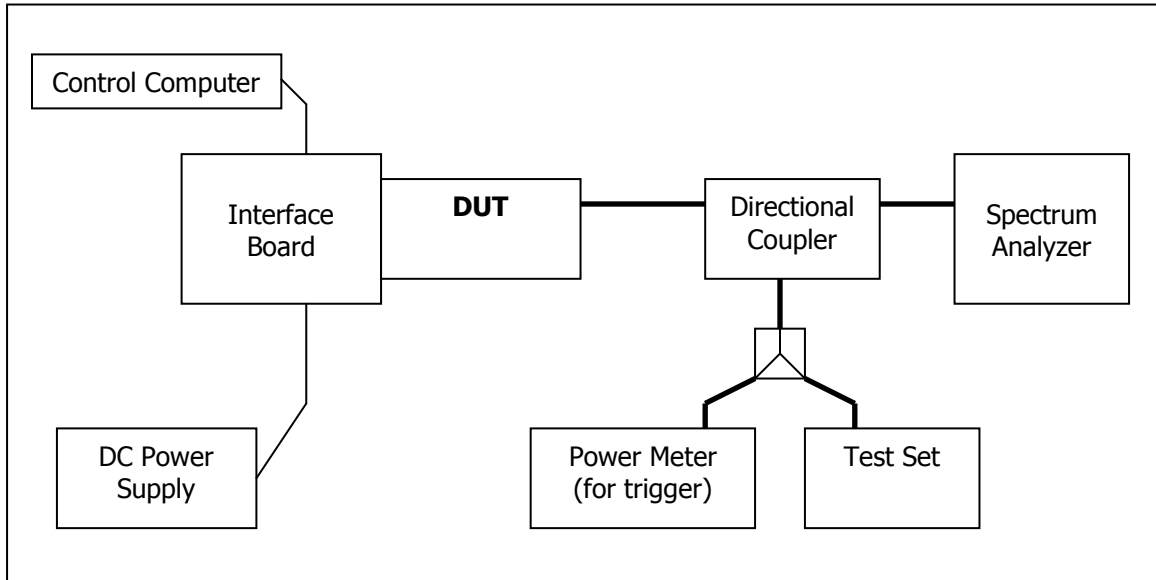 Control Computer
Interface
Board
DUT
Directional
Coupler
Spectrum
Analyzer
DC Power
Supply
Power Meter
(for trigger)
Test Set